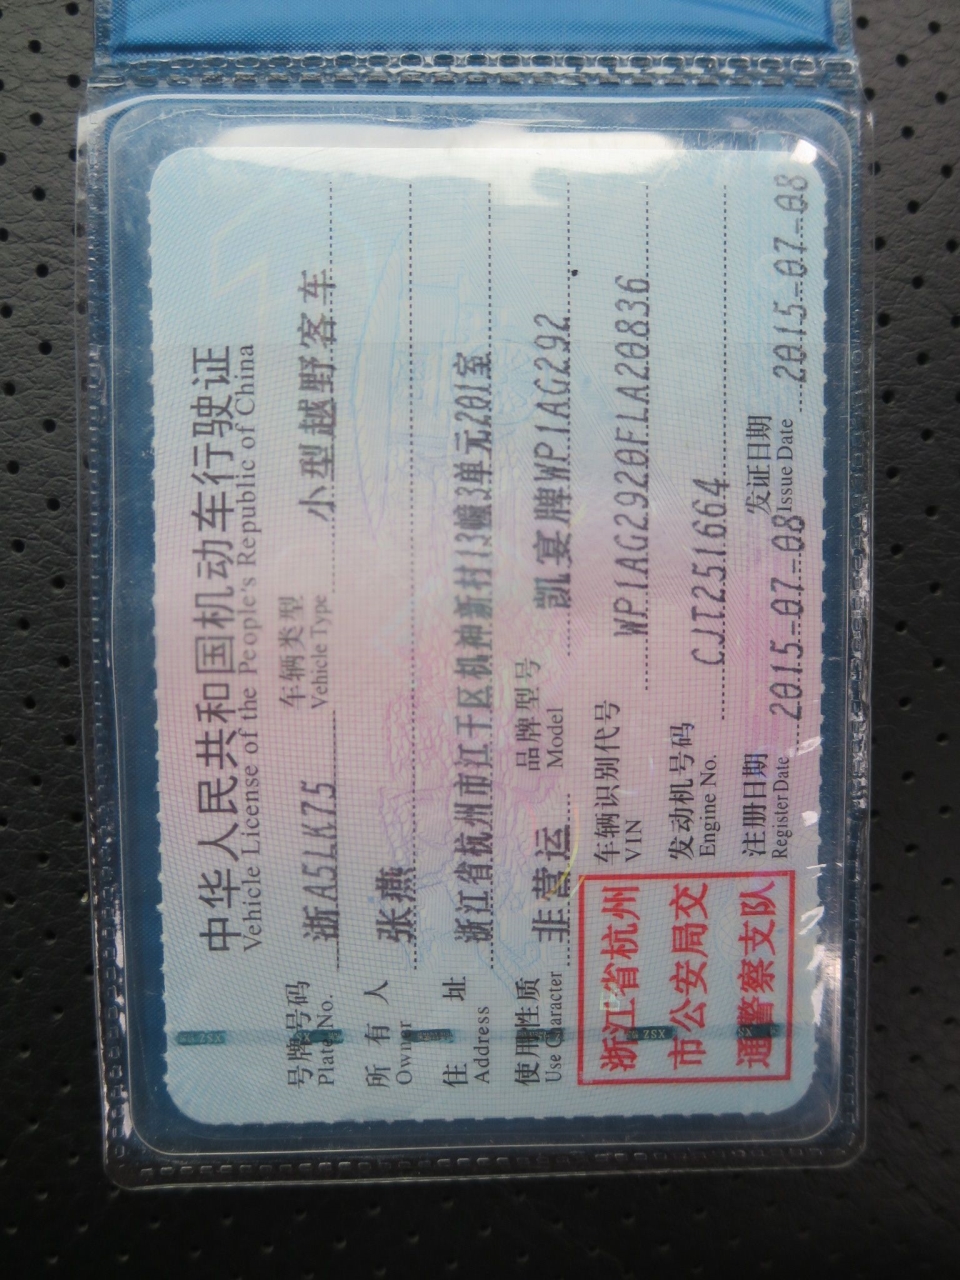 中华人民共和国机动车行驶证
Vehicle License of the People's Republic of China
号牌号码 浙A5LK75 车辆类型 小型越野客车
Plate No. Vehicle Type
所有人 张燕
Owner
住址 浙江省杭州市江干区机神新村13幢3单元201室
Address
使用性质 非营运 品牌型号 凯宴牌WP1AG292
Use Character Model
浙江省杭州
市公安局交
通警察支队
车辆识别代号 WP1AG2920FLA20836
VIN
发动机号码 CJT251664
Engine No.
注册日期 2015-07-08 发证日期 2015-07-08
Register Date Issue Date